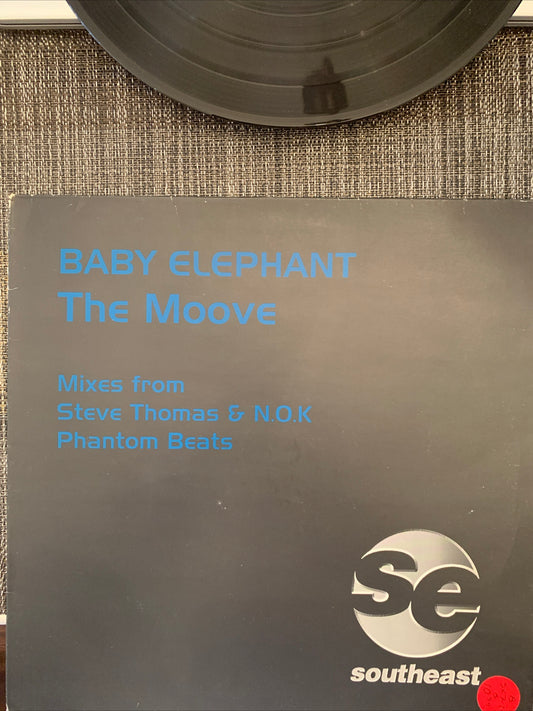 BABY ELEPHANT
The Moove
Mixes from
Steve Thomas & N.O.K
Phantom Beats
se
southeast